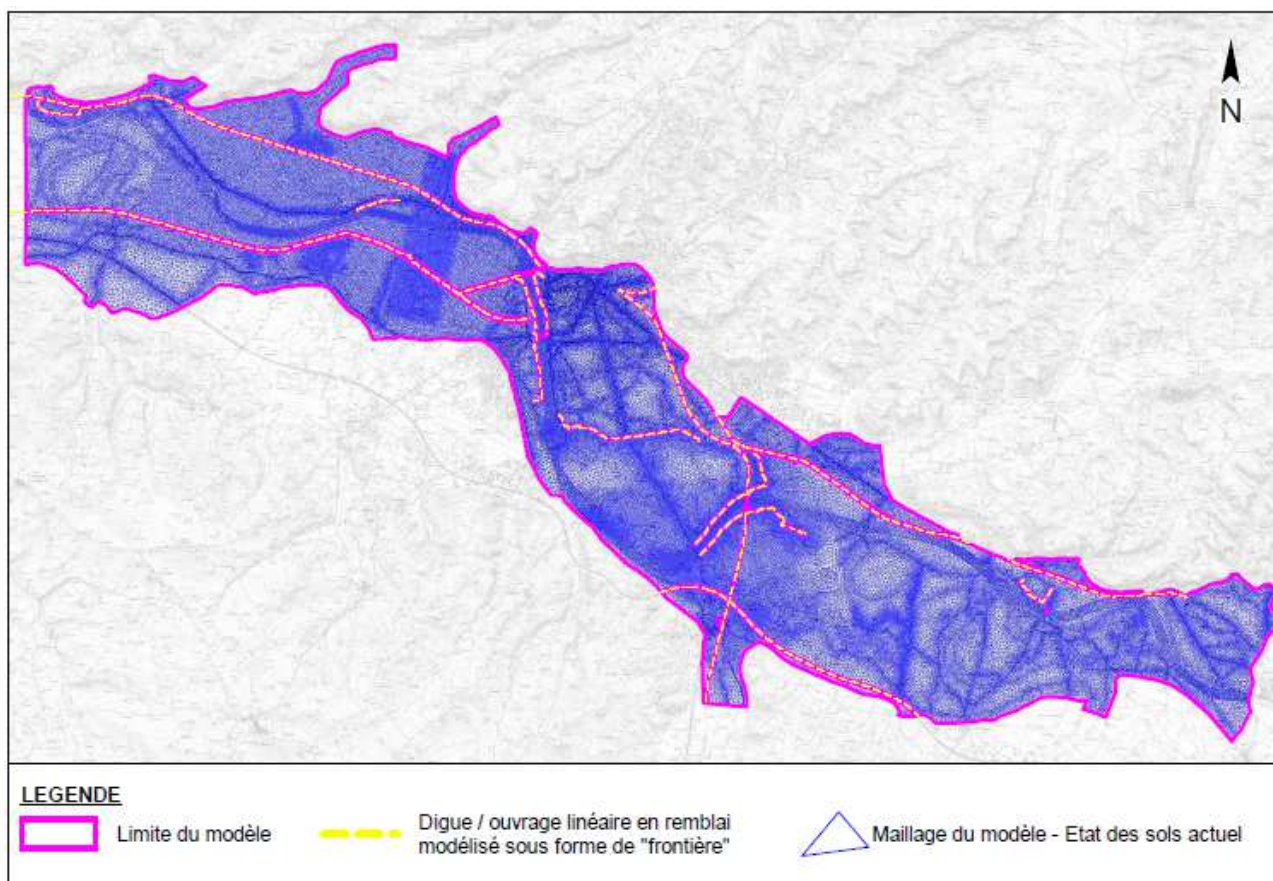 N
LEGENDE
Limite du modèle
Digue / ouvrage linéaire en remblai
modélisé sous forme de "frontière"
Maillage du modèle - Etat des sols actuel